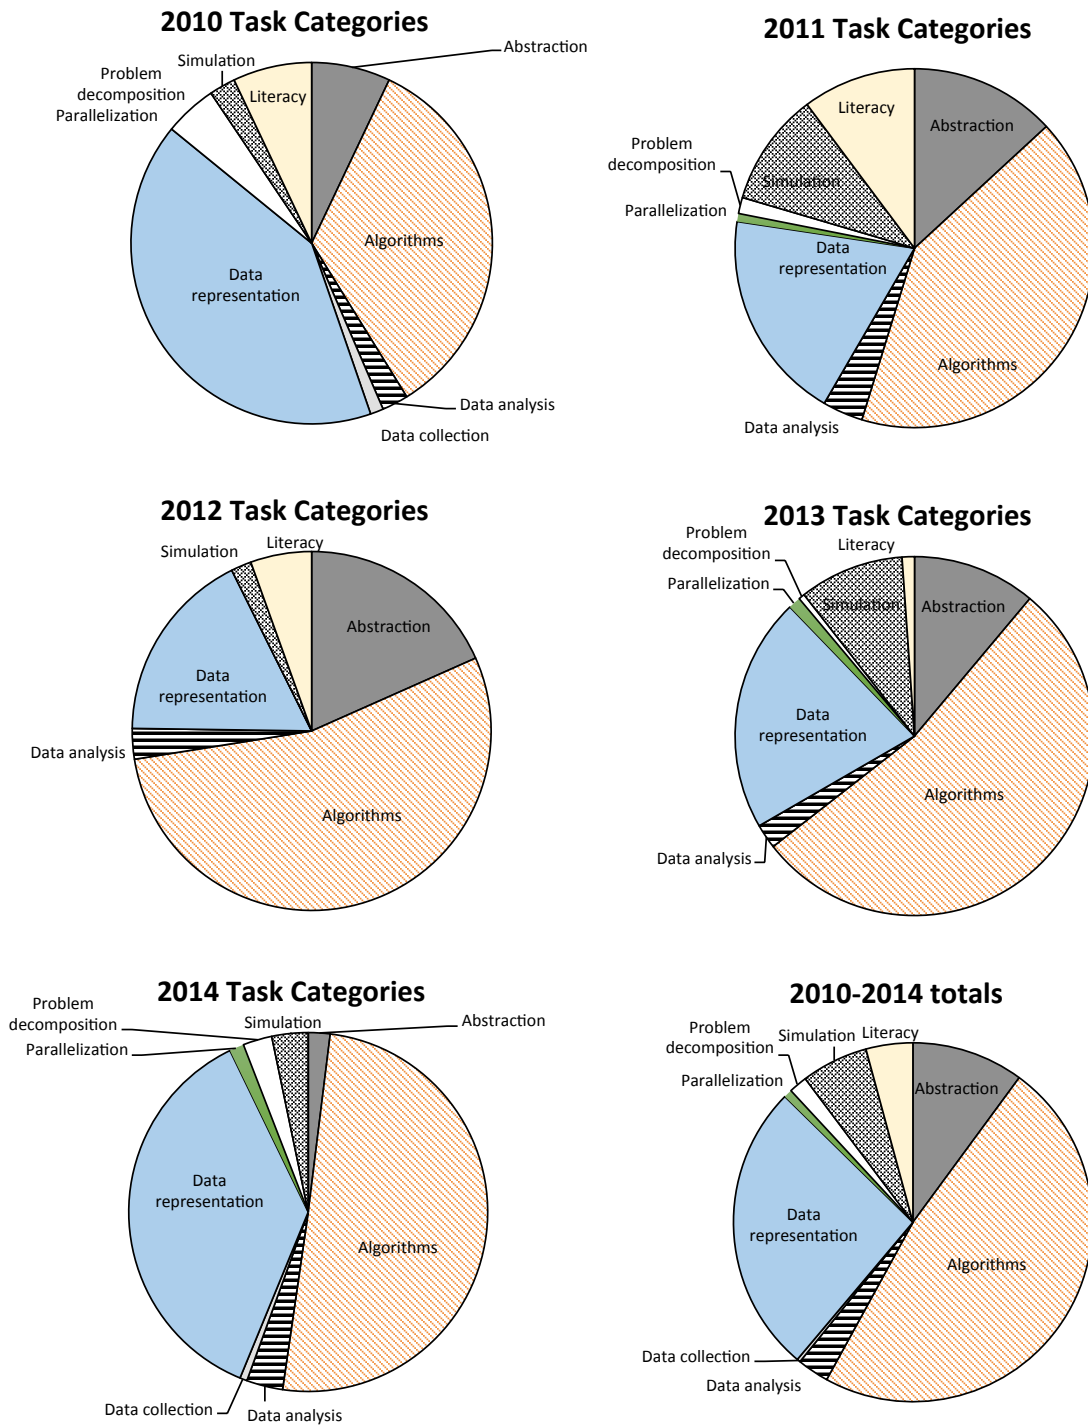 2010 Task Categories
Abstraction
Simulation
Problem
decomposition
Parallelization
Literacy
Algorithms
Data
representation
Data analysis
Data collection
2011 Task Categories
Literacy
Abstraction
Problem
decomposition
Simulation
Parallelization
Data
representation
Algorithms
Data analysis
2012 Task Categories
Simulation
Literacy
Abstraction
Data
representation
Data analysis
Algorithms
2013 Task Categories
Problem
decomposition
Literacy
Parallelization
Simulation
Abstraction
Data
representation
Algorithms
Data analysis
2014 Task Categories
Problem
decomposition
Simulation
Abstraction
Parallelization
Data
representation
Algorithms
Data collection
Data analysis
2010-2014 totals
Problem
decomposition
Simulation
Literacy
Parallelization
Abstraction
Data
representation
Algorithms
Data collection
Data analysis